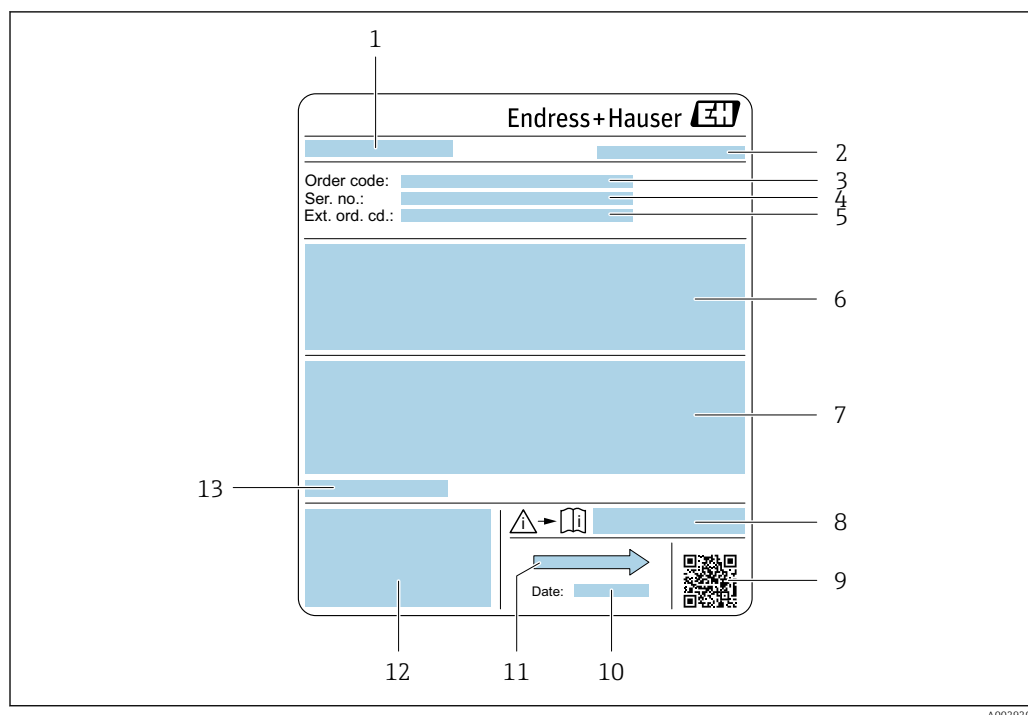 1
Endress+Hauser
2
Order code:
3
Ser. no.:
4
Ext. ord. cd.:
5
6
7
13
8
9
11
Date:
12
10